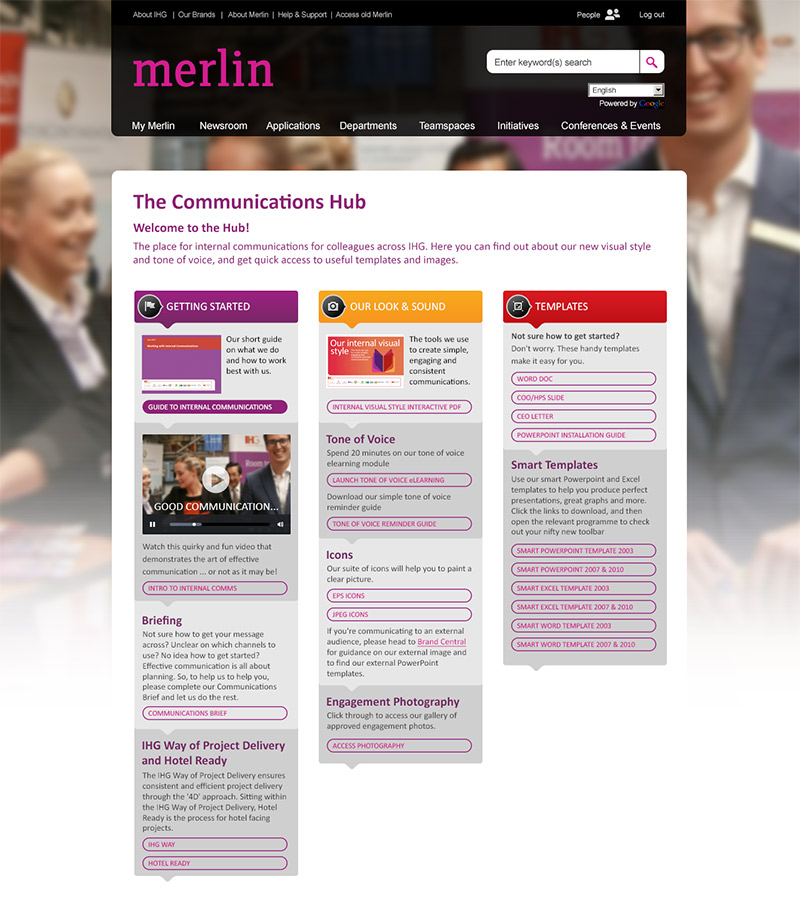 About IHG | Our Brands | About Merlin | Help & Support | Access old Merlin
People
Log out
merlin
Enter keyword(s) search
English
Powered by Google
My Merlin Newsroom Applications Departments Teamspaces Initiatives Conferences & Events
Room
The Communications Hub
Welcome to the Hub!
The place for internal communications for colleagues across IHG. Here you can find out about our new visual style
and tone of voice, and get quick access to useful templates and images.
GETTING STARTED
Working with Internal Communications
Our short guide
on what we do
and how to work
best with us.
GUIDE TO INTERNAL COMMUNICATIONS
IHG
Room
GOOD COMMUNICATION...
Watch this quirky and fun video that
demonstrates the art of effective
communication ... or not as it may be!
INTRO TO INTERNAL COMMS
Briefing
Not sure how to get your message
across? Unclear on which channels to
use? No idea how to get started?
Effective communication is all about
planning. So, to help us to help you,
please complete our Communications
Brief and let us do the rest.
COMMUNICATIONS BRIEF
IHG Way of Project Delivery
and Hotel Ready
The IHG Way of Project Delivery ensures
consistent and efficient project delivery
through the '4D' approach. Sitting within
the IHG Way of Project Delivery, Hotel
Ready is the process for hotel facing
projects.
IHG WAY
HOTEL READY
OUR LOOK & SOUND
Our internal visual
style
The tools we use
to create simple,
engaging and
consistent
communications.
INTERNAL VISUAL STYLE INTERACTIVE PDF
Tone of Voice
Spend 20 minutes on our tone of voice
elearning module
LAUNCH TONE OF VOICE eLEARNING
Download our simple tone of voice
reminder guide
TONE OF VOICE REMINDER GUIDE
Icons
Our suite of icons will help you to paint a
clear picture.
EPS ICONS
JPEG ICONS
If you're communicating to an external
audience, please head to Brand Central
for guidance on our external image and
to find our external PowerPoint
templates.
Engagement Photography
Click through to access our gallery of
approved engagement photos.
ACCESS PHOTOGRAPHY
TEMPLATES
Not sure how to get started?
Don't worry. These handy templates
make it easy for you.
WORD DOC
COO/HPS SLIDE
CEO LETTER
POWERPOINT INSTALLATION GUIDE
Smart Templates
Use our smart Powerpoint and Excel
templates to help you produce perfect
presentations, great graphs and more.
Click the links to download, and then
open the relevant programme to check
out your nifty new toolbar
SMART POWERPOINT TEMPLATE 2003
SMART POWERPOINT 2007 & 2010
SMART EXCEL TEMPLATE 2003
SMART EXCEL TEMPLATE 2007 & 2010
SMART WORD TEMPLATE 2003
SMART WORD TEMPLATE 2007 & 2010